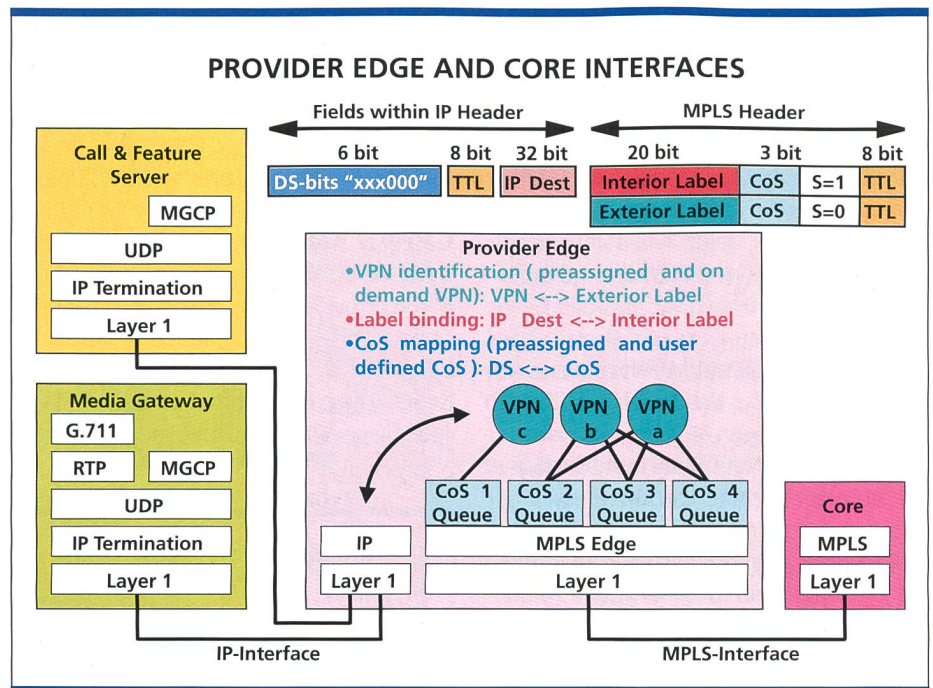 PROVIDER EDGE AND CORE INTERFACES
Fields within IP Header
MPLS Header
6 bit
8 bit
32 bit
20 bit
3 bit
8 bit
DS-bits "xxx000"
TTL
IP Dest
Interior Label
CoS
S=1
TTL
Exterior Label
CoS
S=0
TTL
Call & Feature
Server
MGCP
UDP
IP Termination
Layer 1
Media Gateway
G.711
RTP
MGCP
UDP
IP Termination
Layer 1
Provider Edge
•VPN identification ( preassigned and on
demand VPN): VPN <--> Exterior Label
•Label binding: IP Dest <--> Interior Label
•CoS mapping (preassigned and user
defined CoS ): DS <--> CoS
VPN
c
VPN
b
VPN
a
CoS 1
Queue
CoS 2
Queue
CoS 3
Queue
CoS 4
Queue
IP
MPLS Edge
Layer 1
Layer 1
Core
MPLS
Layer 1
IP-Interface
MPLS-Interface